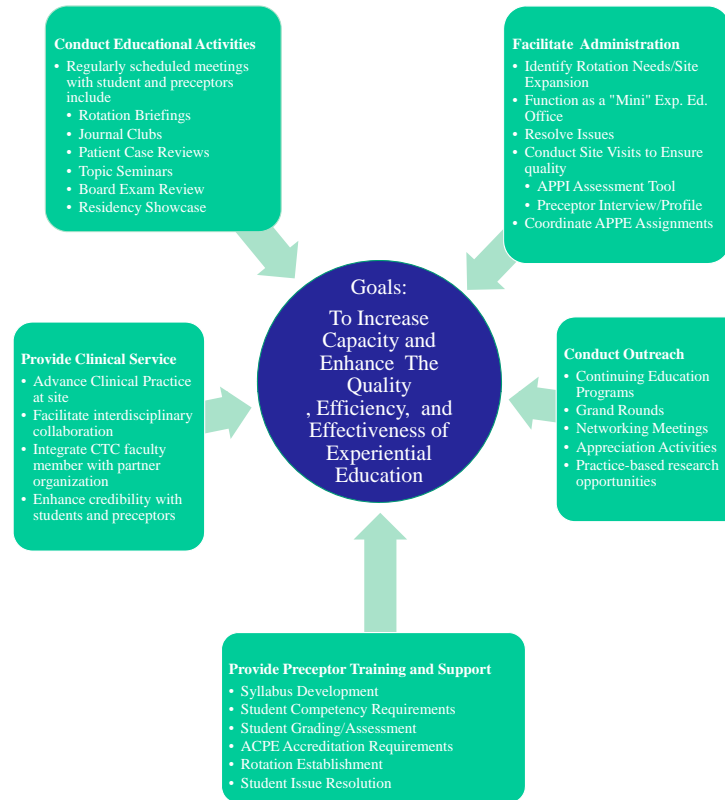 Conduct Educational Activities
• Regularly scheduled meetings
with student and preceptors
include
• Rotation Briefings
• Journal Clubs
• Patient Case Reviews
• Topic Seminars
• Board Exam Review
• Residency Showcase
Facilitate Administration
• Identify Rotation Needs/Site
Expansion
• Function as a "Mini" Exp. Ed.
Office
• Resolve Issues
• Conduct Site Visits to Ensure
quality
• APPI Assessment Tool
• Preceptor Interview/Profile
• Coordinate APPE Assignments
Goals:
To Increase
Capacity and
Enhance The
Quality
, Efficiency, and
Effectiveness of
Experiential
Education
Provide Clinical Service
• Advance Clinical Practice
at site
• Facilitate interdisciplinary
collaboration
• Integrate CTC faculty
member with partner
organization
• Enhance credibility with
students and preceptors
Conduct Outreach
• Continuing Education
Programs
• Grand Rounds
• Networking Meetings
• Appreciation Activities
• Practice-based research
opportunities
Provide Preceptor Training and Support
• Syllabus Development
• Student Competency Requirements
• Student Grading/Assessment
• ACPE Accreditation Requirements
• Rotation Establishment
• Student Issue Resolution